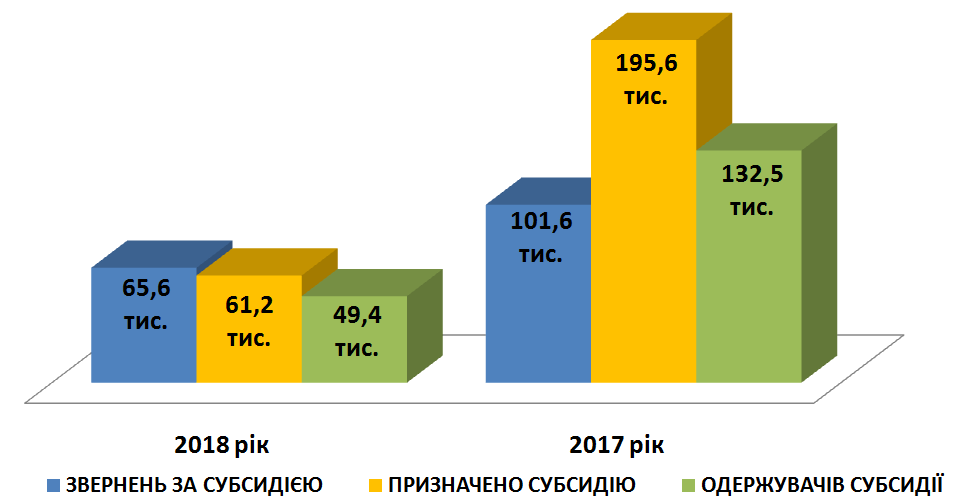 195,6
тис.
132,5
тис.
101,6
тис.
65,6
тис.
61,2
тис.
49,4
тис.
2018 рік
2017 рік
ЗВЕРНЕНЬ ЗА СУБСИДІЄЮ
ПРИЗНАЧЕНО СУБСИДІЮ
ОДЕРЖУВАЧІВ СУБСИДІЇ